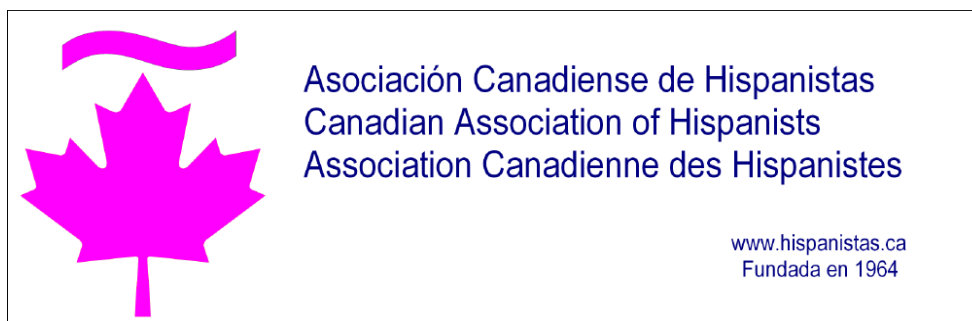 Asociación Canadiense de Hispanistas
Canadian Association of Hispanists
Association Canadienne des Hispanistes
www.hispanistas.ca
Fundada en 1964